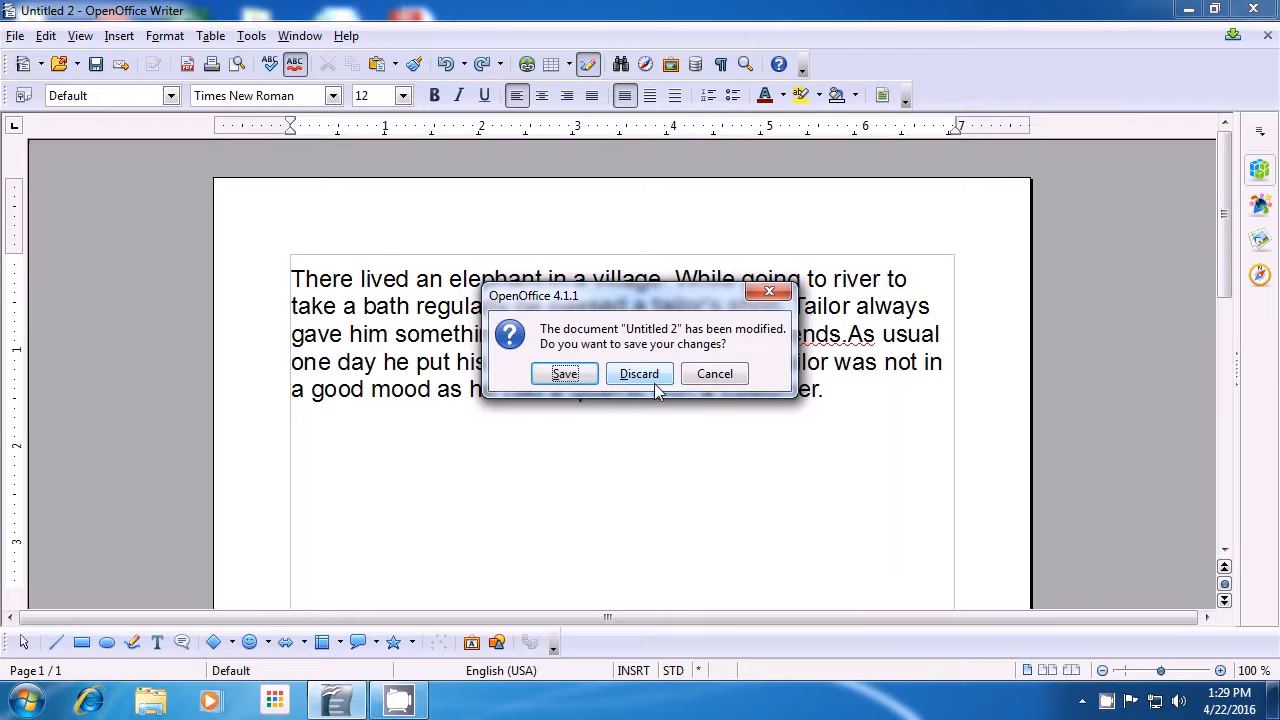 Untitled 2 - OpenOffice Writer
File Edit View Insert Format Table Tools Window Help
Default Times New Roman 12
1 2 3 4 5 6 7
There lived an elephant in a village. While going to river to
take a bath regularly Tailor always
gave him ends.As usual
one day he put his was not in
a good mood as
OpenOffice 4.1.1
The document "Untitled 2" has been modified.
Do you want to save your changes?
Save Discard Cancel
1
2
3
Page 1 / 1 Default English (USA) INSRT STD * 100 %
1:29 PM
4/22/2016